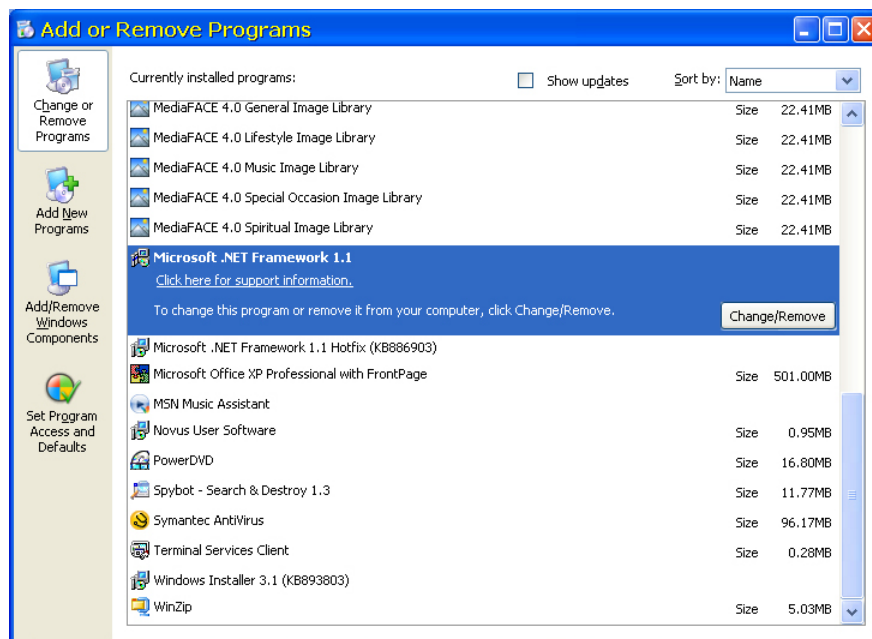 Add or Remove Programs
Change or
Remove
Programs
Add New
Programs
Add/Remove
Windows
Components
Set Program
Access and
Defaults
Currently installed programs: Show updates Sort by: Name
MediaFACE 4.0 General Image Library Size 22.41MB
MediaFACE 4.0 Lifestyle Image Library Size 22.41MB
MediaFACE 4.0 Music Image Library Size 22.41MB
MediaFACE 4.0 Special Occasion Image Library Size 22.41MB
MediaFACE 4.0 Spiritual Image Library Size 22.41MB
Microsoft .NET Framework 1.1
Click here for support information.
To change this program or remove it from your computer, click Change/Remove. Change/Remove
Microsoft .NET Framework 1.1 Hotfix (KB886903)
Microsoft Office XP Professional with FrontPage Size 501.00MB
MSN Music Assistant
Novus User Software Size 0.95MB
PowerDVD Size 16.80MB
Spybot - Search & Destroy 1.3 Size 11.77MB
Symantec AntiVirus Size 96.17MB
Terminal Services Client Size 0.28MB
Windows Installer 3.1 (KB893803)
WinZip Size 5.03MB